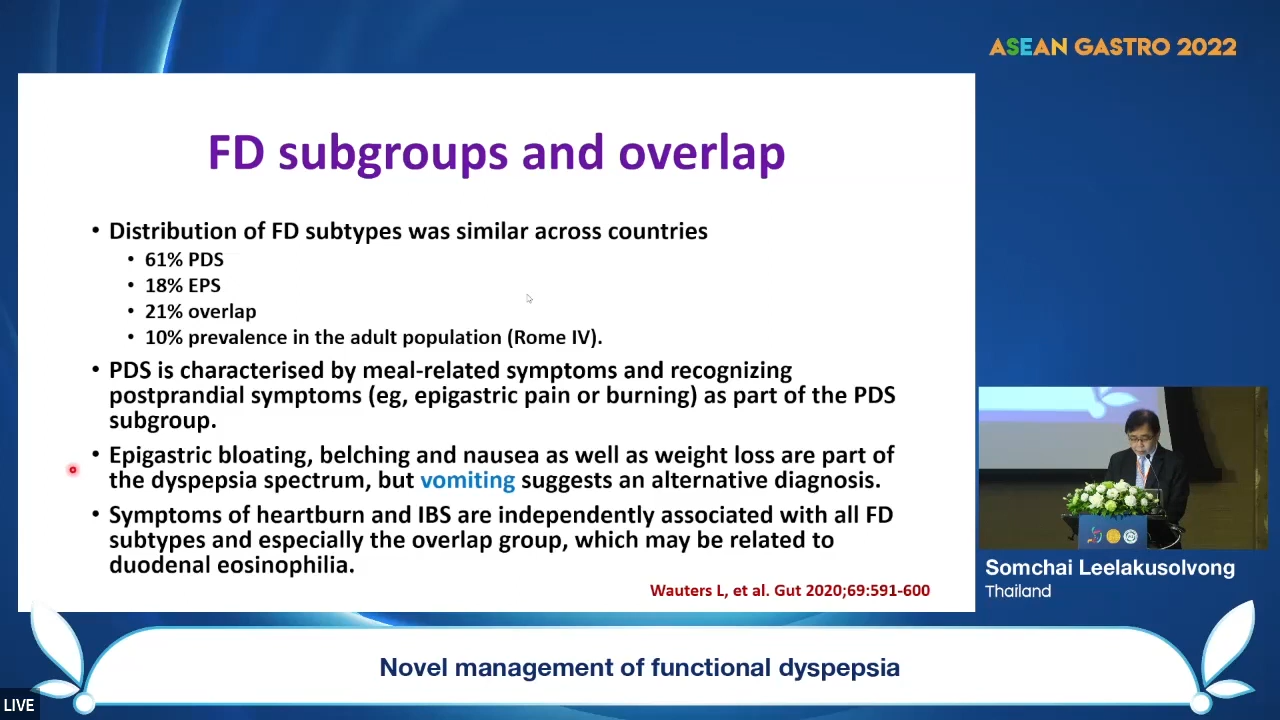 ASEAN GASTRO 2022
FD subgroups and overlap
• Distribution of FD subtypes was similar across countries
• 61% PDS
• 18% EPS
• 21% overlap
• 10% prevalence in the adult population (Rome IV).
• PDS is characterised by meal-related symptoms and recognizing
postprandial symptoms (eg, epigastric pain or burning) as part of the PDS
subgroup.
• Epigastric bloating, belching and nausea as well as weight loss are part of
the dyspepsia spectrum, but vomiting suggests an alternative diagnosis.
• Symptoms of heartburn and IBS are independently associated with all FD
subtypes and especially the overlap group, which may be related to
duodenal eosinophilia.
Wauters L, et al. Gut 2020;69:591-600
Somchai Leelakusolvong
Thailand
Novel management of functional dyspepsia
LIVE